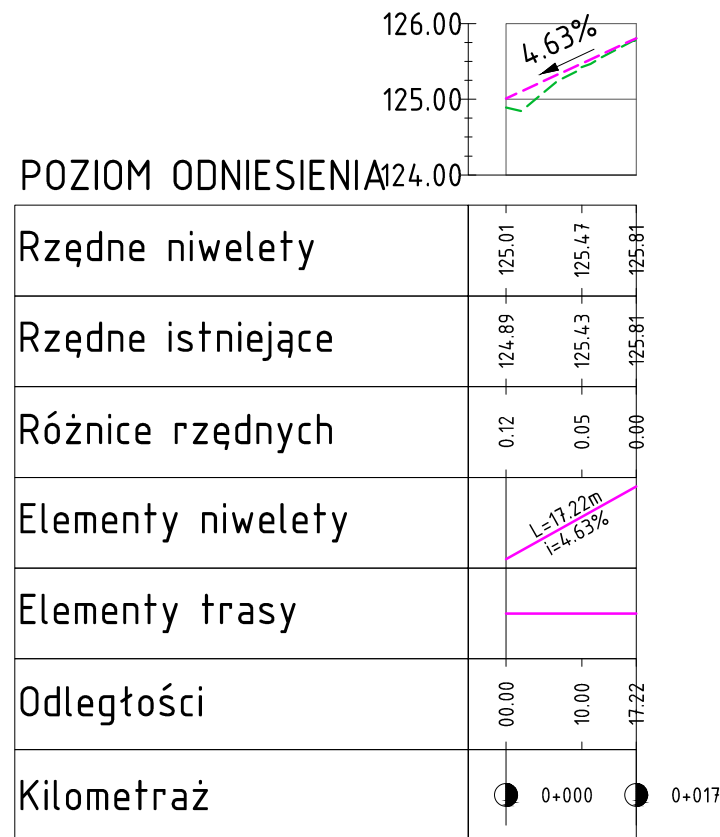 126.00
4.63%
125.00
POZIOM ODNIESIENIA 124.00
Rzędne niwelety 125.01 125.47 125.81
Rzędne istniejące 124.89 125.43 125.81
Różnice rzędnych 0.12 0.05 0.00
Elementy niwelety L=17.22m
i=4.63%
Elementy trasy
Odległości 00.00 10.00 17.22
Kilometraż 0+000 0+017